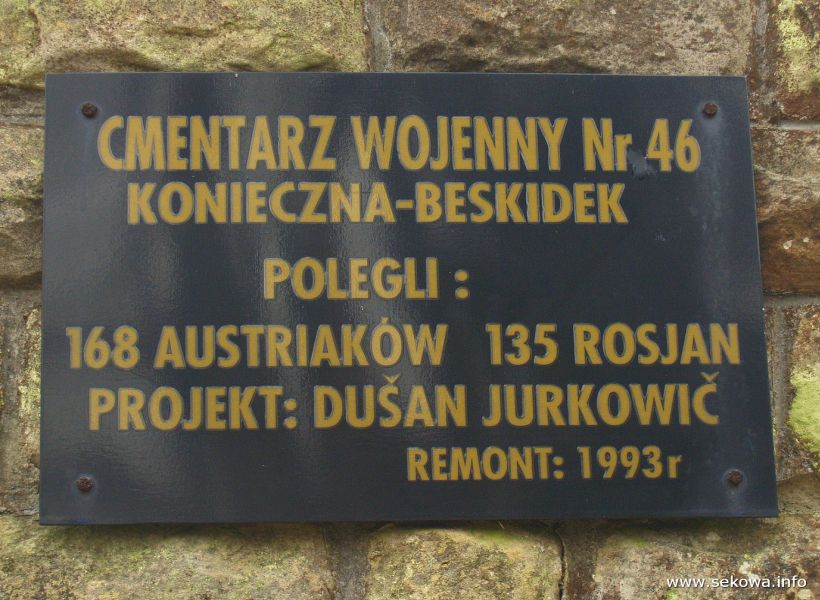 CMENTARZ WOJENNY Nr 46
KONIECZNA-BESKIDEK
POLEGLI :
168 AUSTRIAKÓW 135 ROSJAN
PROJEKT: DUŠAN JURKOWIČ
REMONT: 1993r
www.sekowa.info